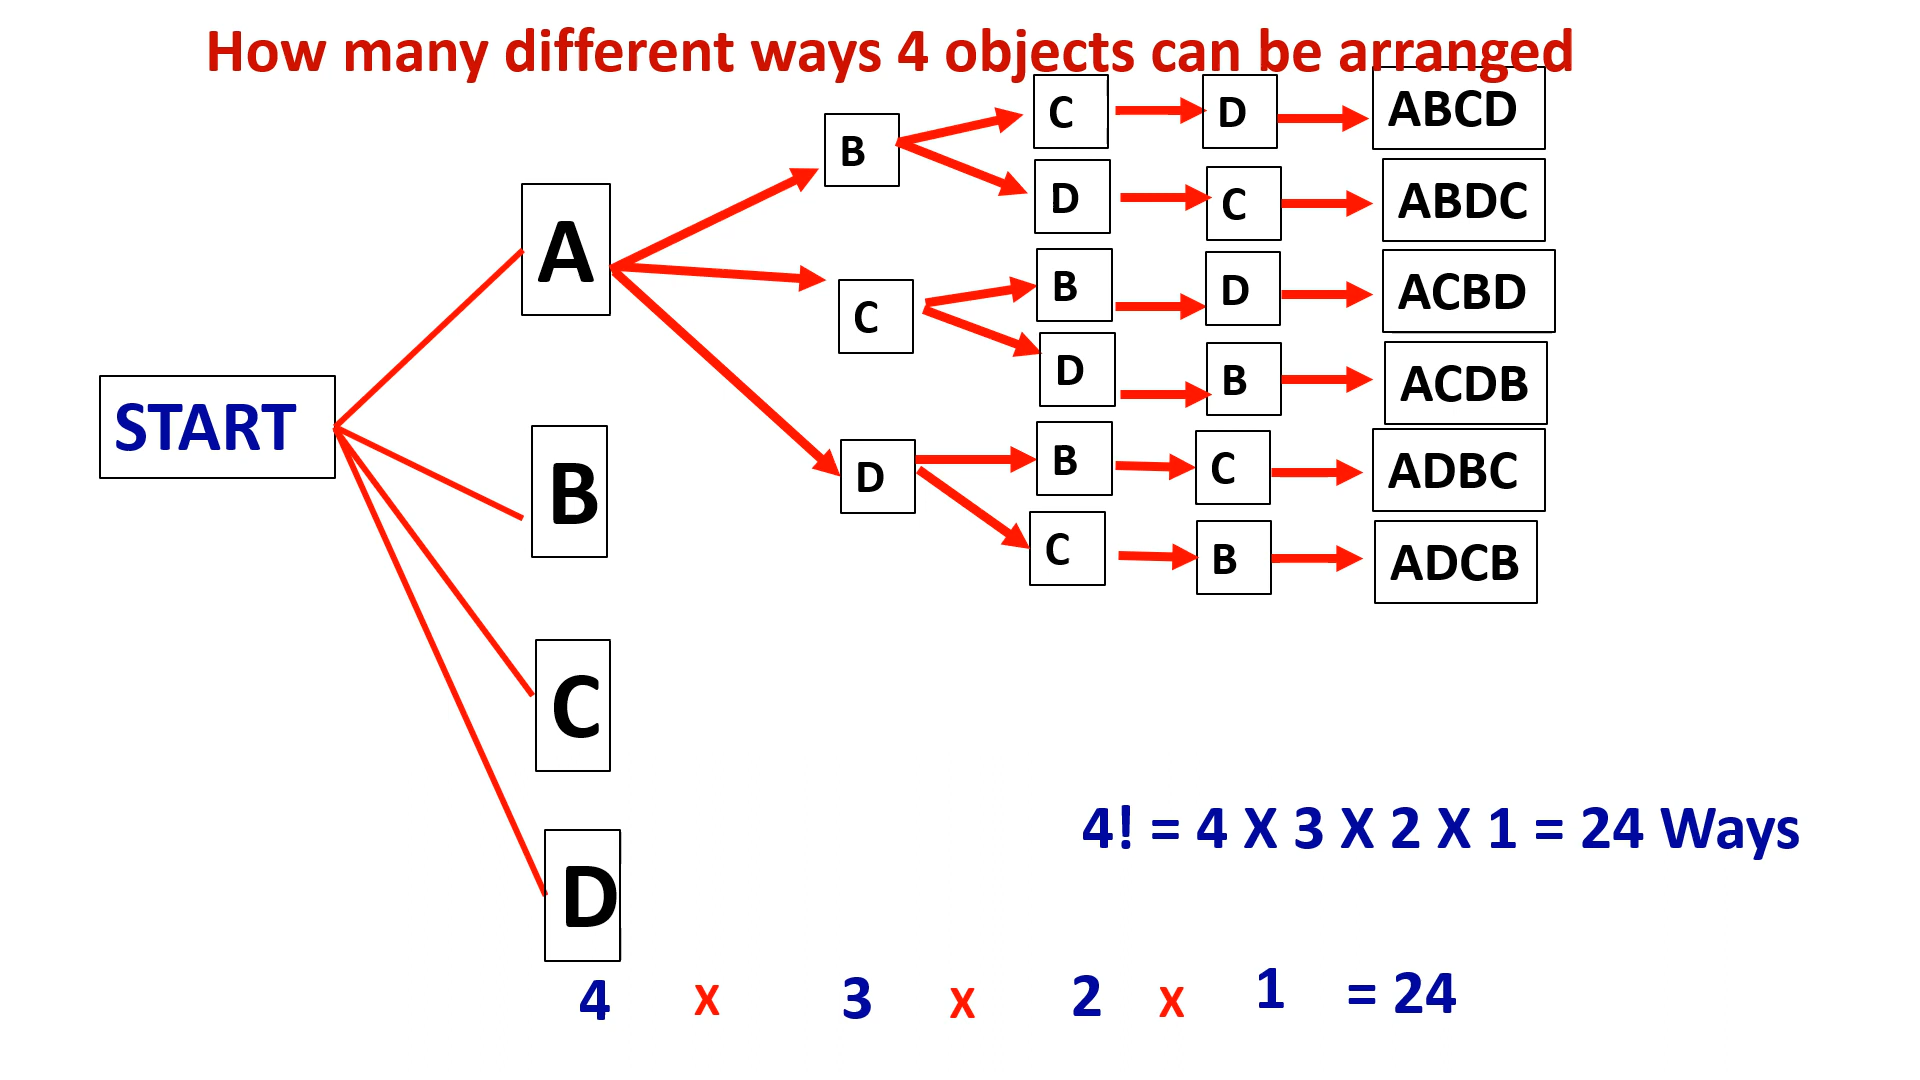 How many different ways 4 objects can be arranged
C D ABCD
B
D C ABDC
A
B D ACBD
C
D B ACDB
START
B C ADBC
D
B
C B ADCB
C
4! = 4 X 3 X 2 X 1 = 24 Ways
D
4 x 3 x 2 x 1 = 24